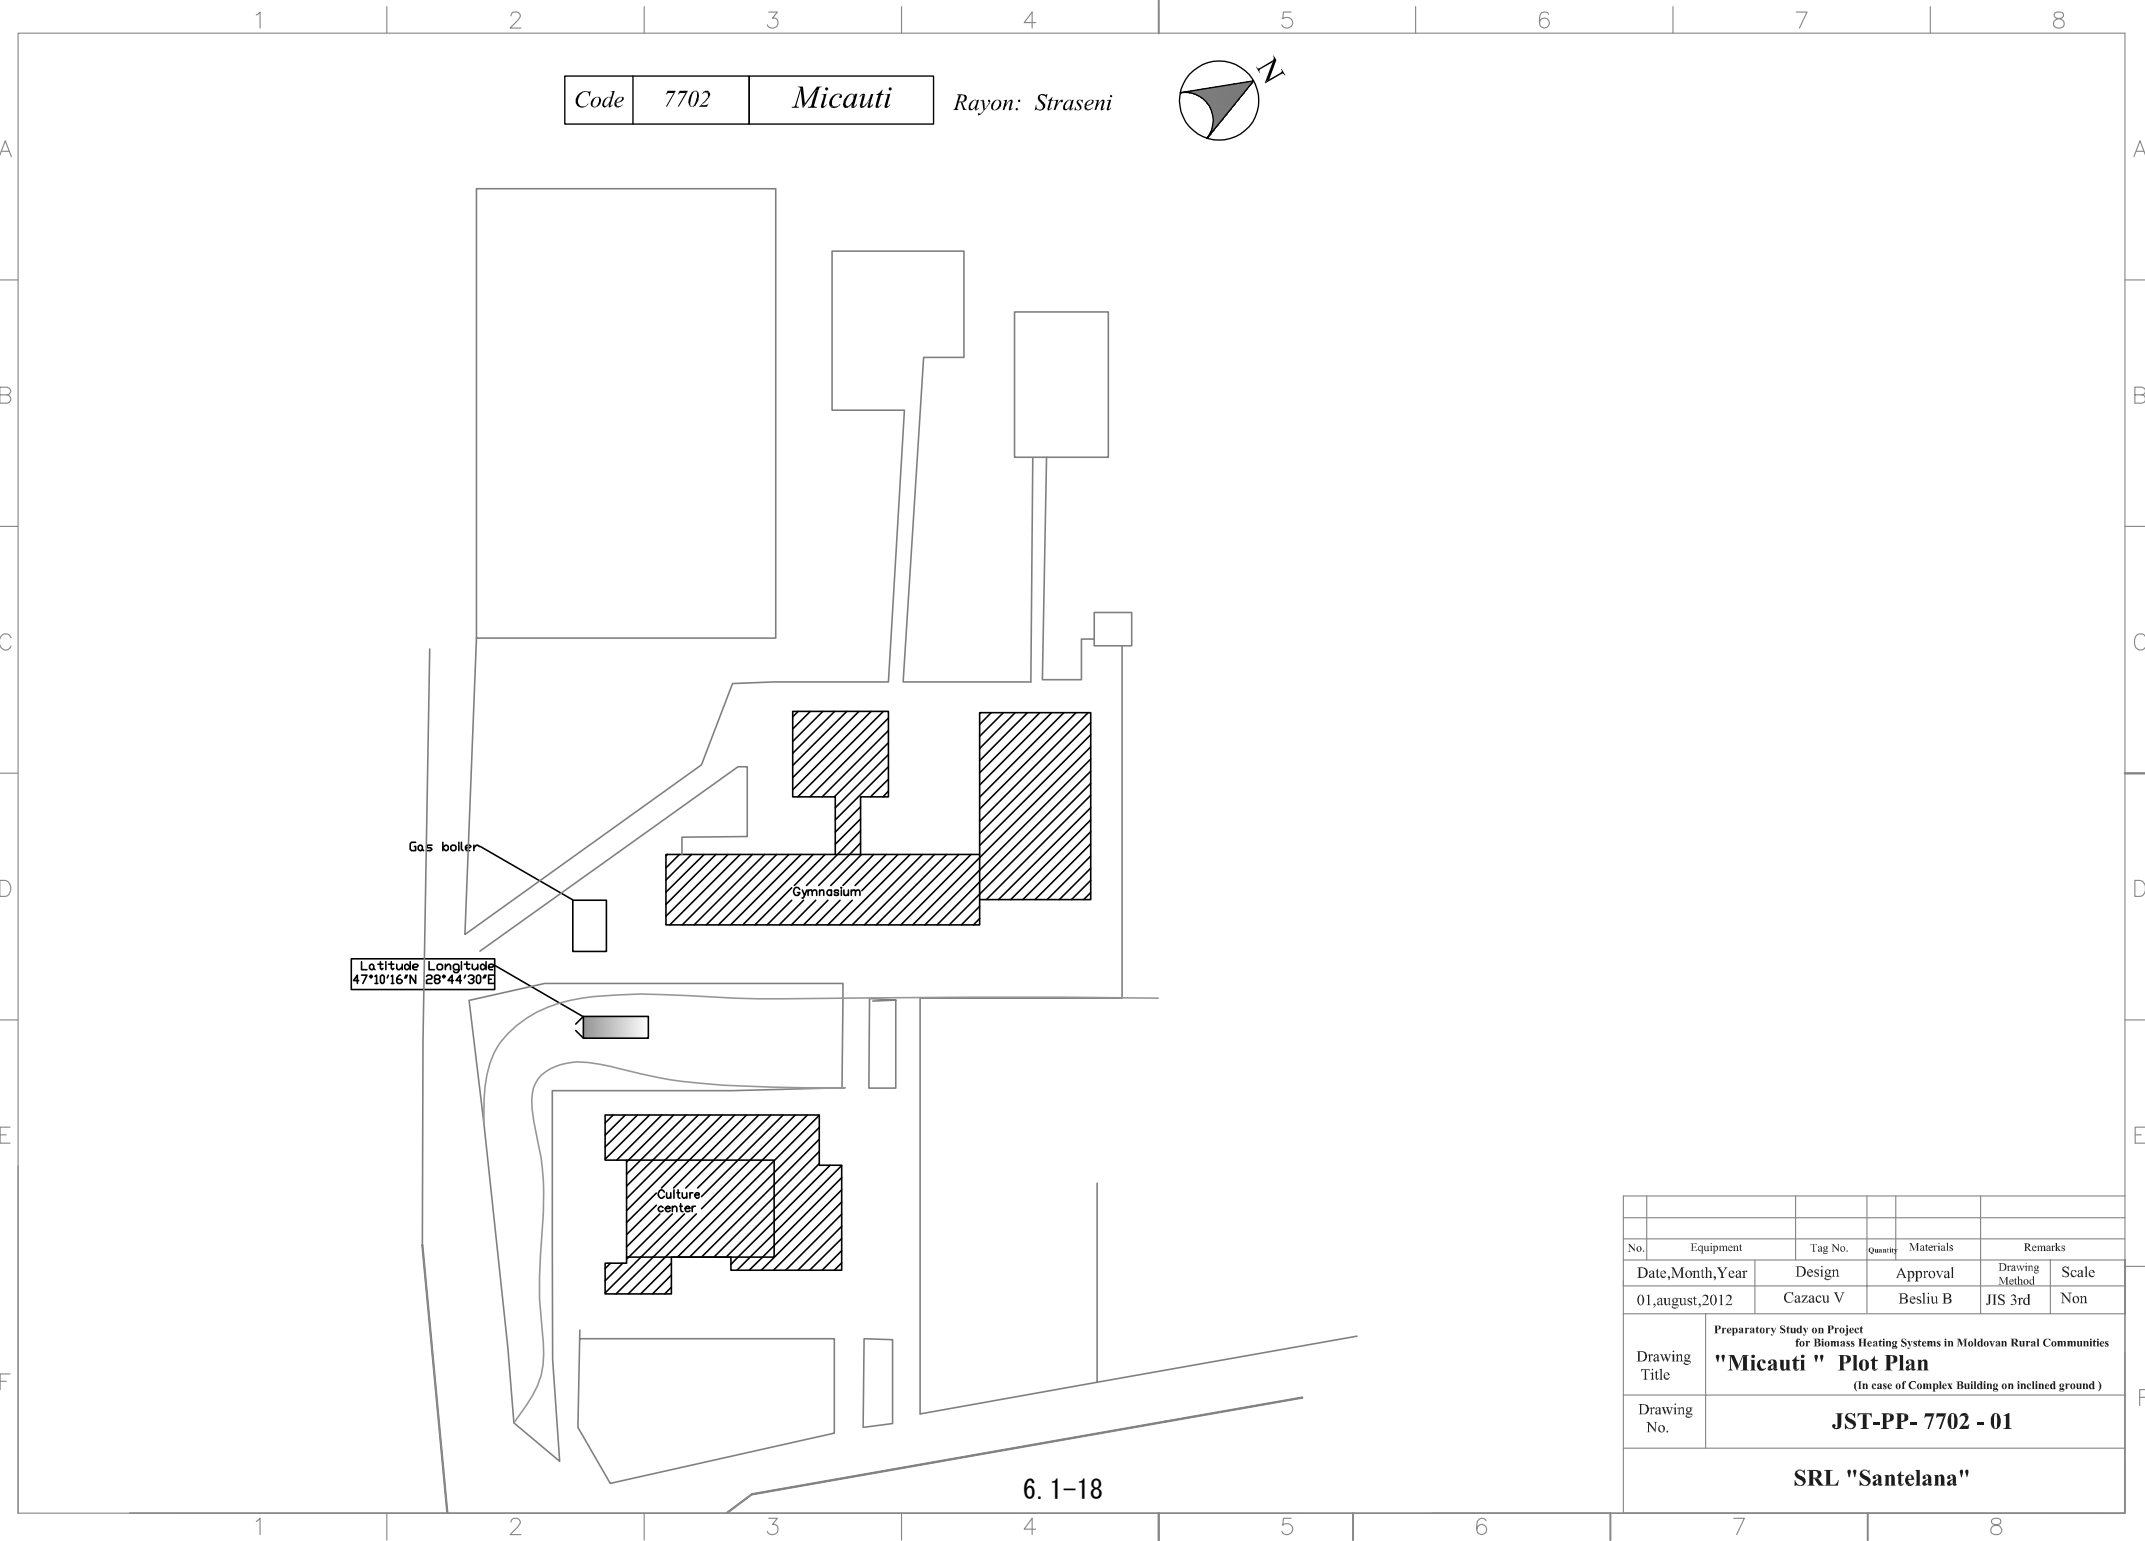 1 2 3 4 5 6 7 8
N
Code 7702 Micauti Rayon: Straseni
A A
B B
C C
Gas boiler
Gymnasium
D D
Latitude Longitude
47°10'16"N 28°44'30"E
E E
Culture
center
No. Equipment Tag No. Quantity Materials Remarks
Date,Month,Year Design Approval Drawing Method Scale
01,august,2012 Cazacu V Besliu B JIS 3rd Non
Preparatory Study on Project
for Biomass Heating Systems in Moldovan Rural Communities
Drawing Title "Micauti " Plot Plan
(In case of Complex Building on inclined ground )
F F
Drawing No. JST-PP- 7702 - 01
SRL "Santelana"
6. 1-18
1 2 3 4 5 6 7 8